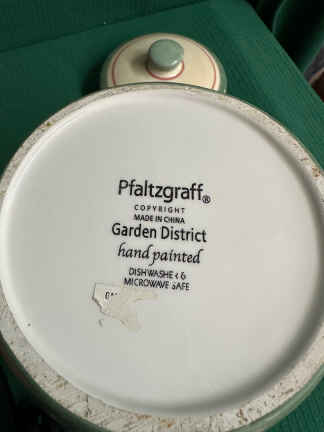 Pfaltzgraff®
COPYRIGHT
MADE IN CHINA
Garden District
hand painted
DISHWASHER &
MICROWAVE SAFE